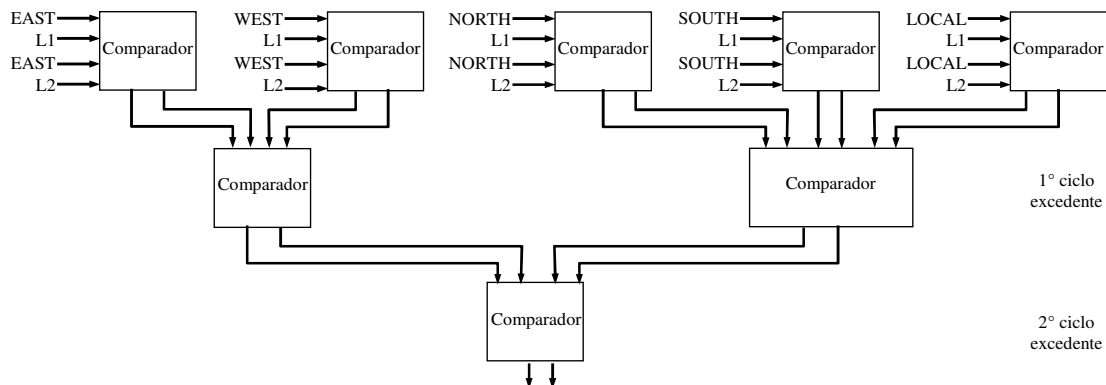 EAST
L1
EAST
L2
Comparador
WEST
L1
WEST
L2
Comparador
NORTH
L1
NORTH
L2
Comparador
SOUTH
L1
SOUTH
L2
Comparador
LOCAL
L1
LOCAL
L2
Comparador
Comparador
Comparador
1° ciclo
excedente
Comparador
2° ciclo
excedente